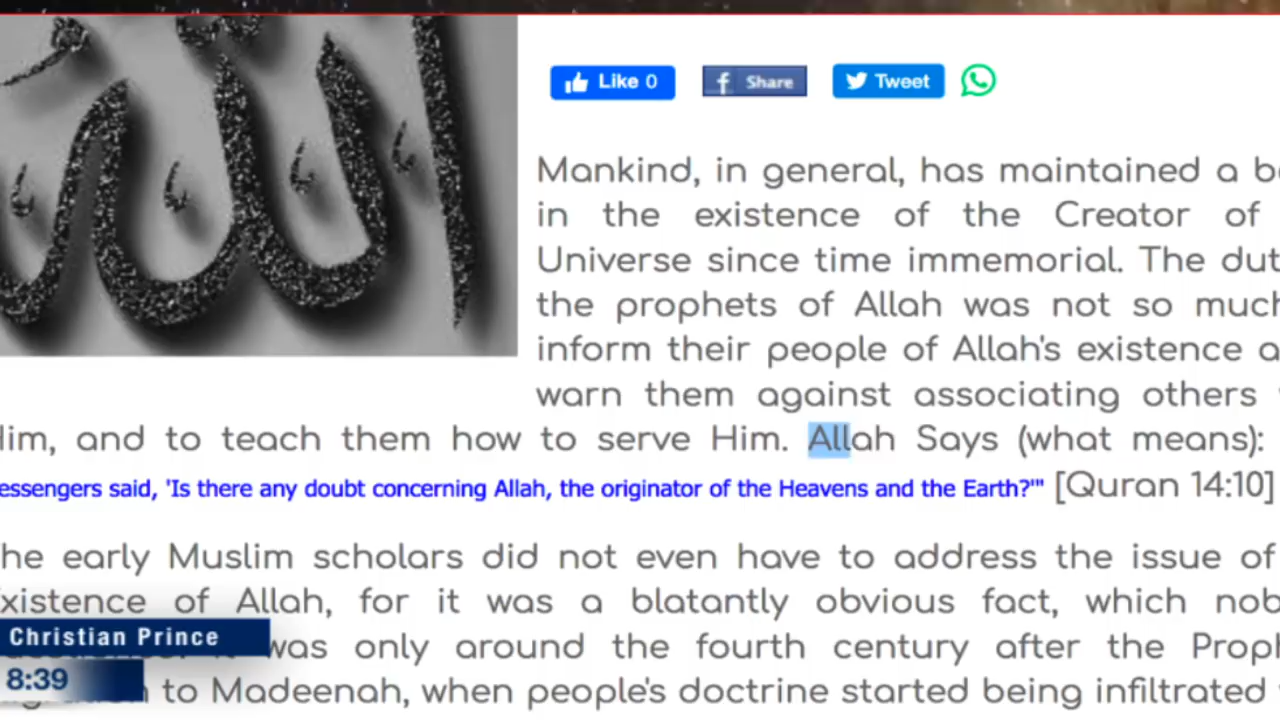 Like 0
Share
Tweet
Mankind, in general, has maintained a
in the existence of the Creator of
Universe since time immemorial. The
the prophets of Allah was not so
inform their people of Allah's existence
warn them against associating others
and to teach them how to serve Him. Allah Says (what means):
said, 'Is there any doubt concerning Allah, the originator of the Heavens and the Earth?'" [Quran 14:10]
early Muslim scholars did not even have to address the issue of
of Allah, for it was a blatantly obvious fact, which
Christian Prince
was only around the fourth century after the
8:39
to Madeenah, when people's doctrine started being infiltrated